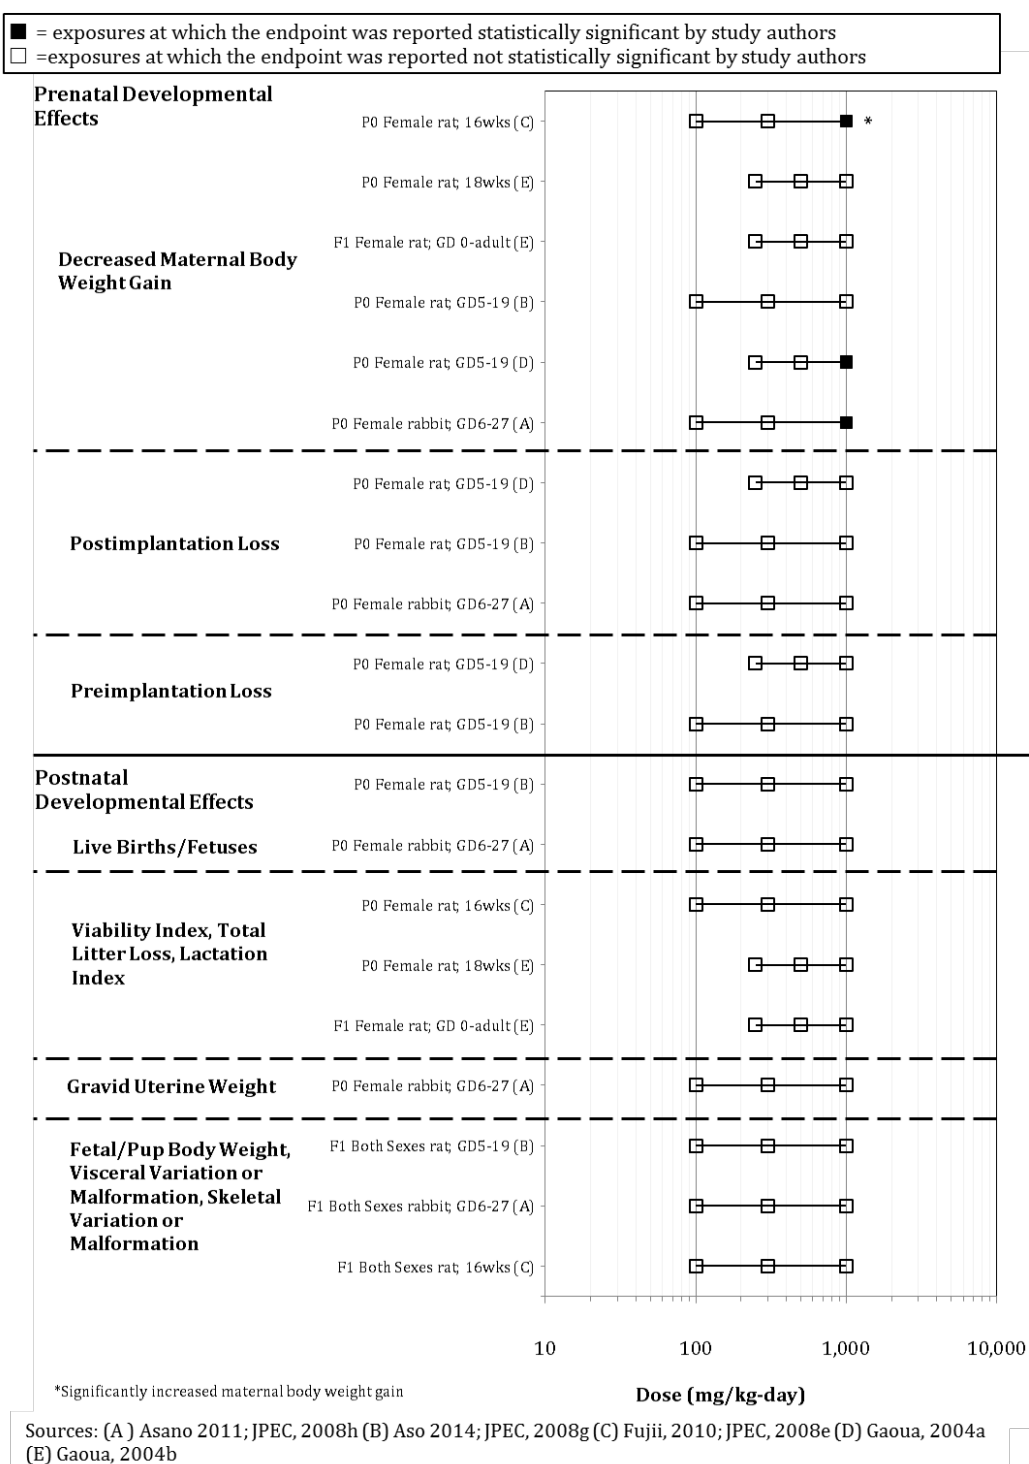 ■ = exposures at which the endpoint was reported statistically significant by study authors
□ =exposures at which the endpoint was reported not statistically significant by study authors
Prenatal Developmental
Effects
P0 Female rat; 16wks (C)
*
P0 Female rat; 18wks (E)
F1 Female rat; GD 0-adult (E)
Decreased Maternal Body
Weight Gain
P0 Female rat; GD5-19 (B)
P0 Female rat; GD5-19 (D)
P0 Female rabbit; GD6-27 (A)
P0 Female rat; GD5-19 (D)
Postimplantation Loss
P0 Female rat; GD5-19 (B)
P0 Female rabbit; GD6-27 (A)
P0 Female rat; GD5-19 (D)
Preimplantation Loss
P0 Female rat; GD5-19 (B)
Postnatal
Developmental Effects
P0 Female rat; GD5-19 (B)
Live Births/Fetuses
P0 Female rabbit; GD6-27 (A)
P0 Female rat; 16wks (C)
Viability Index, Total
Litter Loss, Lactation
Index
P0 Female rat; 18wks (E)
F1 Female rat; GD 0-adult (E)
Gravid Uterine Weight
P0 Female rabbit; GD6-27 (A)
Fetal/Pup Body Weight,
Visceral Variation or
Malformation, Skeletal
Variation or
Malformation
F1 Both Sexes rat; GD5-19 (B)
F1 Both Sexes rabbit; GD6-27 (A)
F1 Both Sexes rat; 16wks (C)
10 100 1,000 10,000
*Significantly increased maternal body weight gain
Dose (mg/kg-day)
Sources: (A ) Asano 2011; JPEC, 2008h (B) Aso 2014; JPEC, 2008g (C) Fujii, 2010; JPEC, 2008e (D) Gaoua, 2004a
(E) Gaoua, 2004b